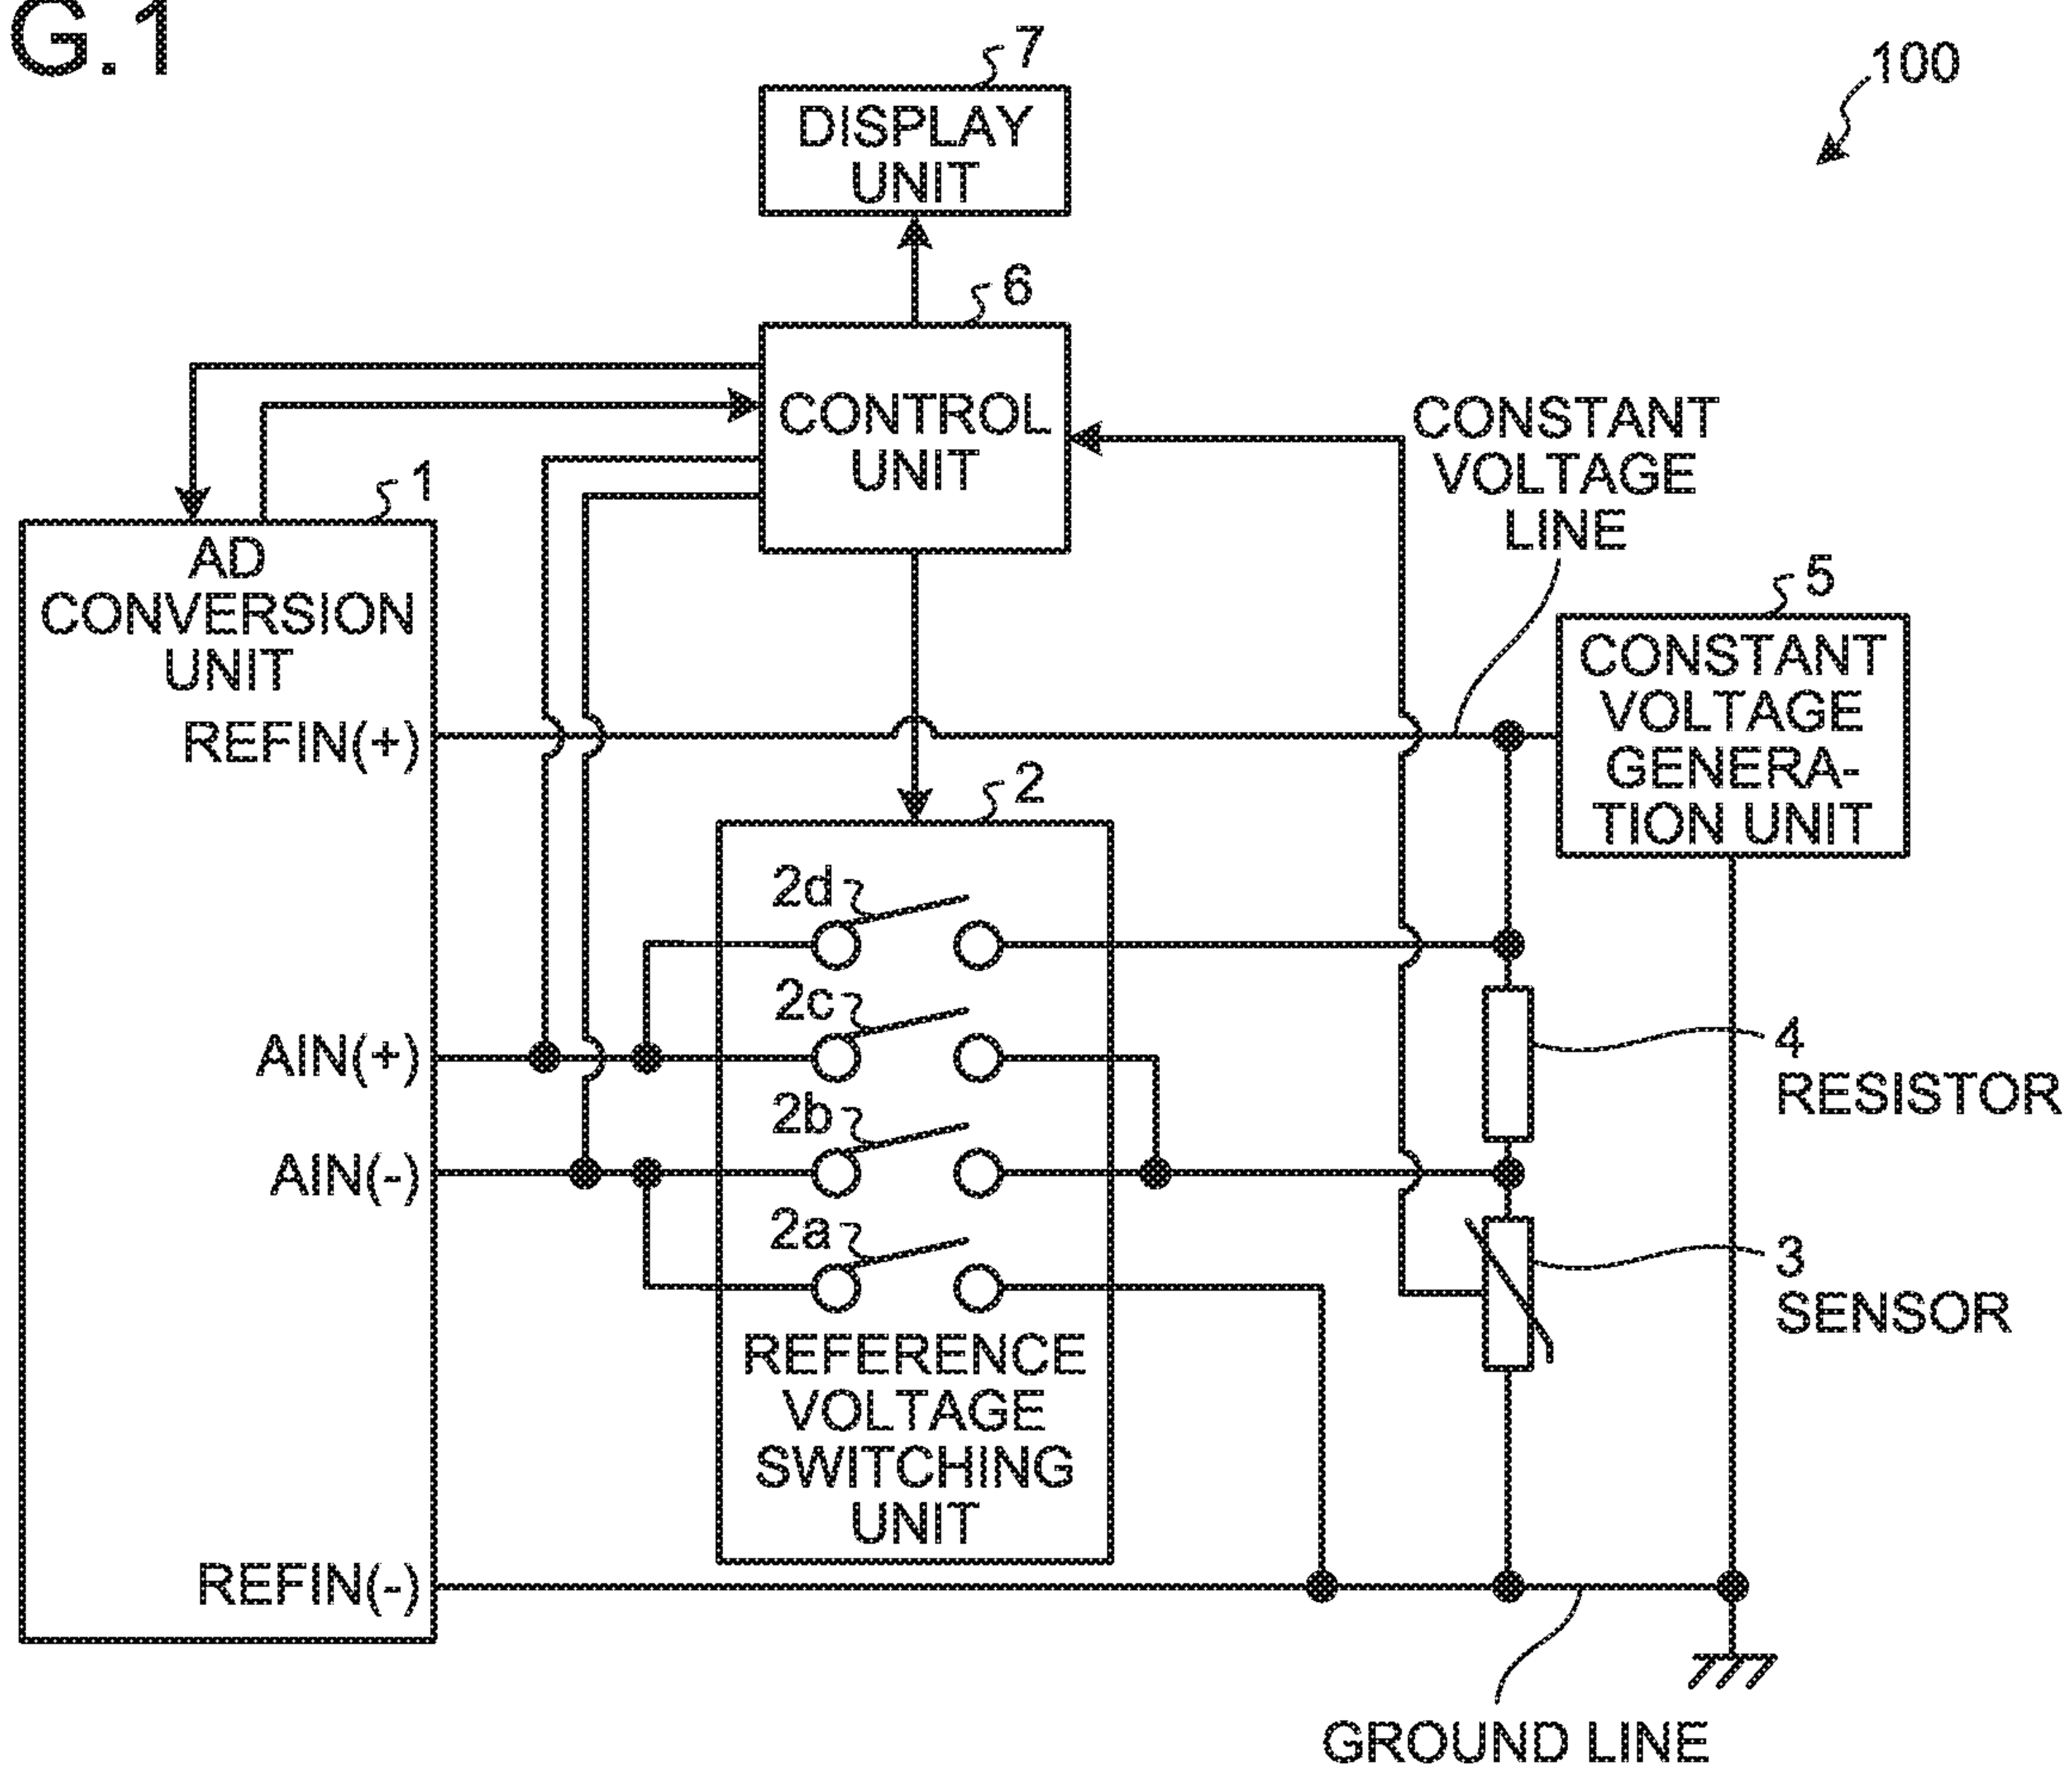 G.1
100
7
DISPLAY
UNIT
6
CONTROL
UNIT
CONSTANT
VOLTAGE
LINE
1
AD
CONVERSION
UNIT
5
CONSTANT
VOLTAGE
GENERA-
TION UNIT
REFIN(+)
2
2d
2c
AIN(+)
4
RESISTOR
2b
AIN(-)
2a
3
SENSOR
REFERENCE
VOLTAGE
SWITCHING
UNIT
REFIN(-)
GROUND LINE